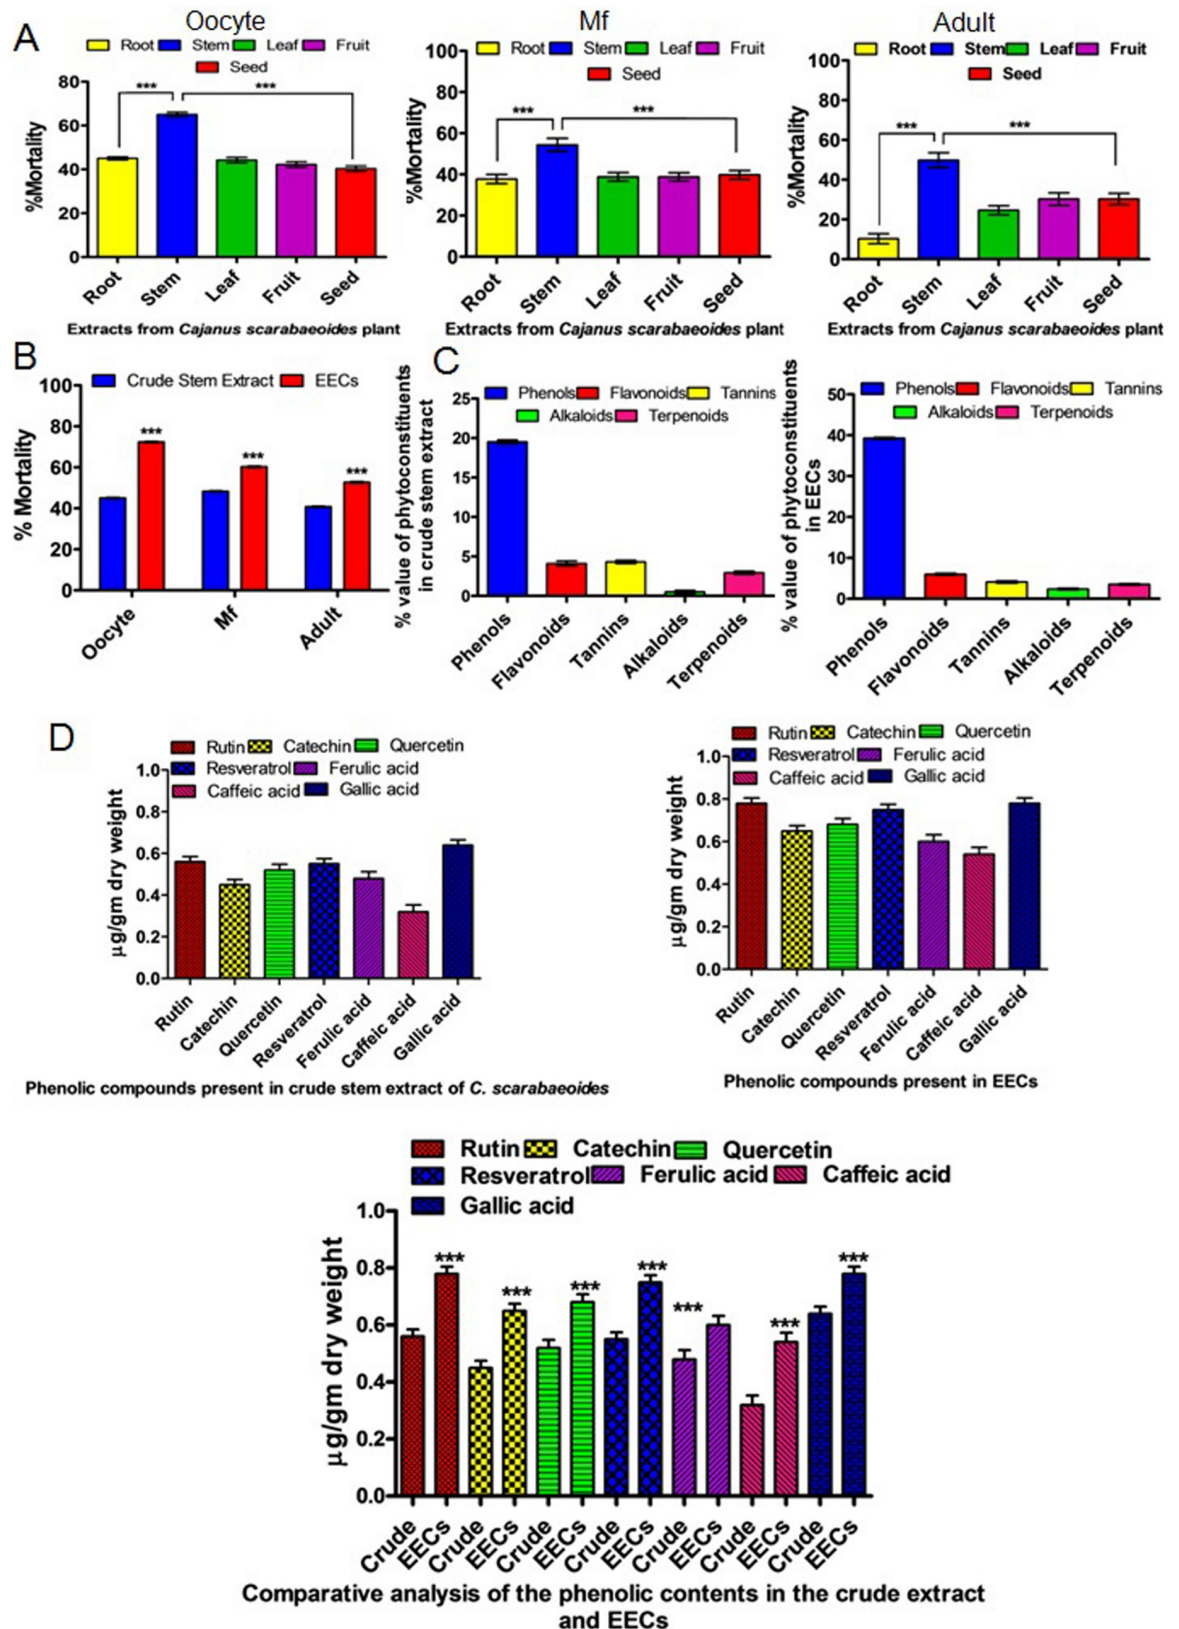 A
Oocyte
Root Stem Leaf Fruit
Seed
%Mortality
80
60
40
20
0
***
***
Root
Stem
Leaf
Fruit
Seed
Extracts from Cajanus scarabaeoides plant
Mf
Root Stem Leaf Fruit
Seed
%Mortality
100
80
60
40
20
0
***
***
Root
Stem
Leaf
Fruit
Seed
Extracts from Cajanus scarabaeoides plant
Adult
Root Stem Leaf Fruit
Seed
%Mortality
100
80
60
40
20
0
***
***
Root
Stem
Leaf
Fruit
Seed
Extracts from Cajanus scarabaeoides plant
B
Crude Stem Extract EECs
% Mortality
100
80
60
40
20
0
***
***
***
Oocyte
Mf
Adult
C
Phenols Flavonoids Tannins
Alkaloids Terpenoids
% value of phytoconstituents
in crude stem extract
25
20
15
10
5
0
Phenols
Flavonoids
Tannins
Alkaloids
Terpenoids
Phenols Flavonoids Tannins
Alkaloids Terpenoids
% value of phytoconstituents
in EECs
50
40
30
20
10
0
Phenols
Flavonoids
Tannins
Alkaloids
Terpenoids
D
Rutin Catechin Quercetin
Resveratrol Ferulic acid
Caffeic acid Gallic acid
µg/gm dry weight
1.0
0.8
0.6
0.4
0.2
0.0
Rutin
Catechin
Quercetin
Resveratrol
Ferulic acid
Caffeic acid
Gallic acid
Phenolic compounds present in crude stem extract of C. scarabaeoides
Rutin Catechin Quercetin
Resveratrol Ferulic acid
Caffeic acid Gallic acid
µg/gm dry weight
1.0
0.8
0.6
0.4
0.2
0.0
Rutin
Catechin
Quercetin
Resveratrol
Ferulic acid
Caffeic acid
Gallic acid
Phenolic compounds present in EECs
Rutin Catechin Quercetin
Resveratrol Ferulic acid Caffeic acid
Gallic acid
µg/gm dry weight
1.0
0.8
0.6
0.4
0.2
0.0
***
***
***
***
***
***
***
Crude
EECs
Crude
EECs
Crude
EECs
Crude
EECs
Crude
EECs
Crude
EECs
Crude
EECs
Comparative analysis of the phenolic contents in the crude extract
and EECs